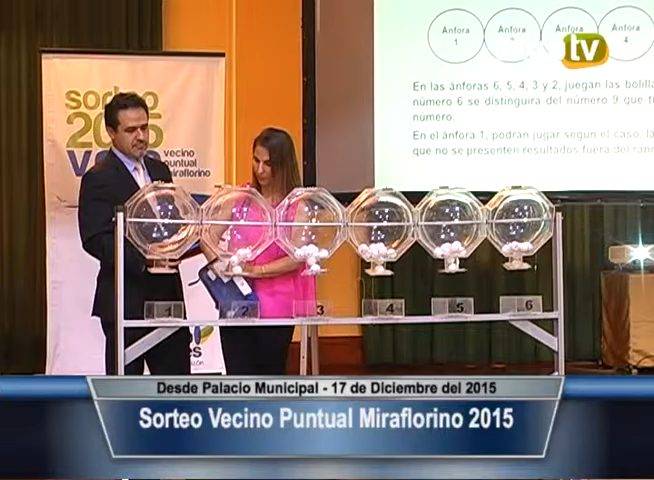 Ánfora 1
Ánfora 2
Ánfora
Ánfora 4
tv
En las ánforas 6, 5, 4, 3 y 2, juegan las bolill
número 6 se distinguirá del número 9 que ti
número.
En el ánfora 1, podrán jugar según el caso, la
que no se presenten resultados fuera del ran
Sorteo
2015
vecino
puntual
miraflorino
1
2
3
4
5
6
Desde Palacio Municipal - 17 de Diciembre del 2015
Sorteo Vecino Puntual Miraflorino 2015